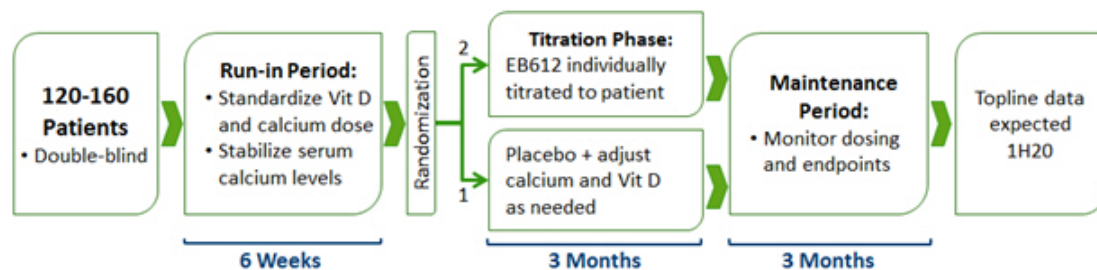 120-160
Patients
• Double-blind
Run-in Period:
• Standardize Vit D
and calcium dose
• Stabilize serum
calcium levels
Randomization
2
1
Titration Phase:
EB612 individually
titrated to patient
Placebo + adjust
calcium and Vit D
as needed
Maintenance
Period:
• Monitor dosing
and endpoints
Topline data
expected
1H20
6 Weeks
3 Months
3 Months